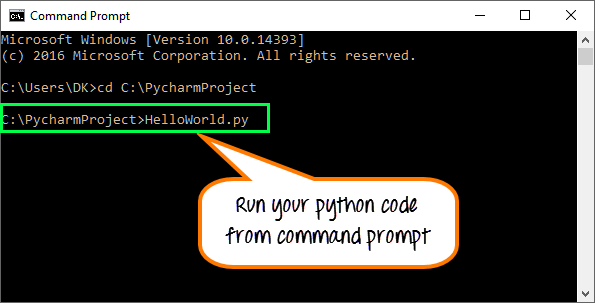 Command Prompt
Microsoft Windows [Version 10.0.14393]
(c) 2016 Microsoft Corporation. All rights reserved.
C:\Users\DK>cd C:\PycharmProject
C:\PycharmProject>HelloWorld.py
Run your python code
from command prompt